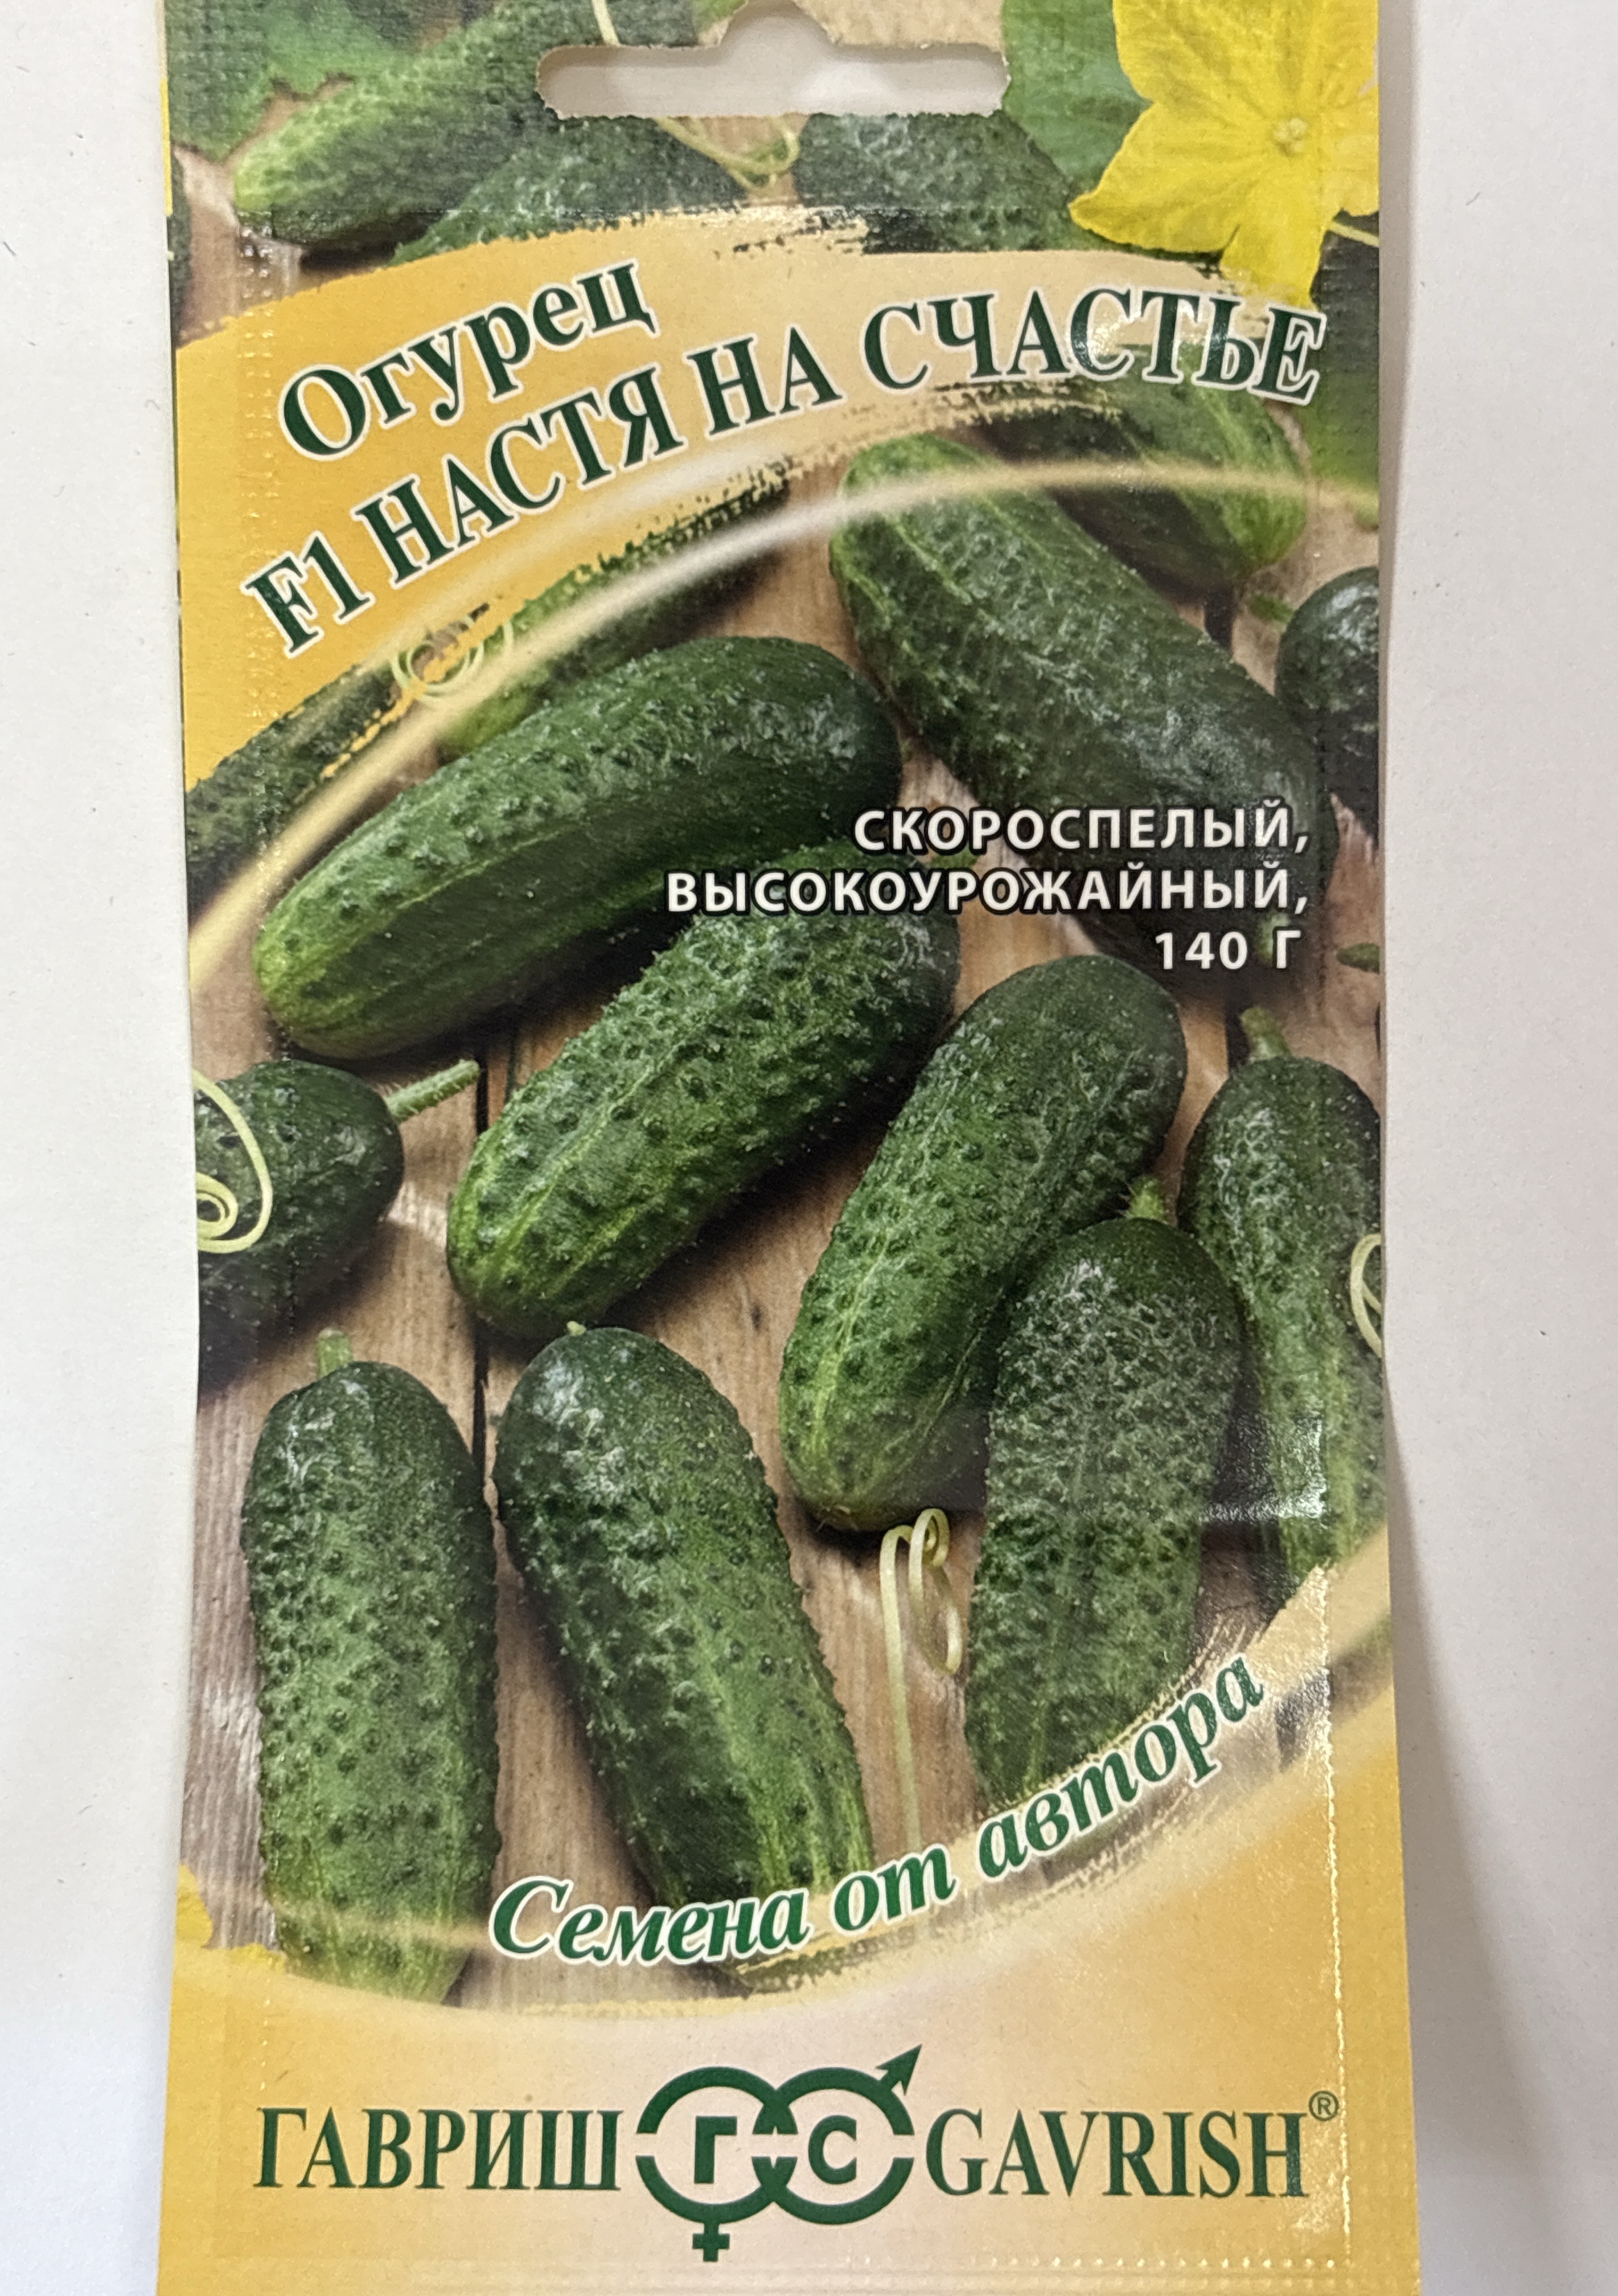 Огурец
F1 НАСТЯ НА СЧАСТЬЕ
СКОРОСПЕЛЫЙ,
ВЫСОКОУРОЖАЙНЫЙ,
140 Г
Семена от автора
ГАВРИШ ГС GAVRISH®